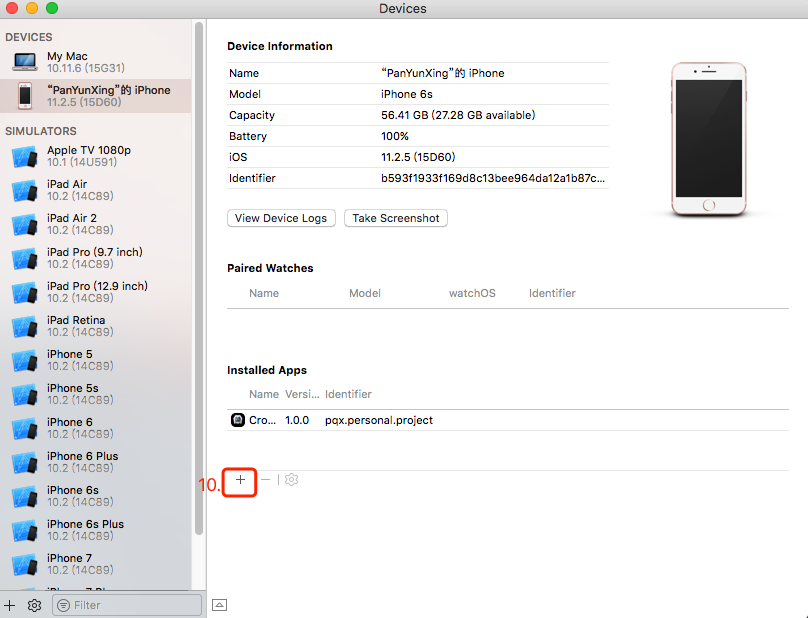 Devices
DEVICES
My Mac
10.11.6 (15G31)
“PanYunXing”的 iPhone
11.2.5 (15D60)
SIMULATORS
Apple TV 1080p
10.1 (14U591)
iPad Air
10.2 (14C89)
iPad Air 2
10.2 (14C89)
iPad Pro (9.7 inch)
10.2 (14C89)
iPad Pro (12.9 inch)
10.2 (14C89)
iPad Retina
10.2 (14C89)
iPhone 5
10.2 (14C89)
iPhone 5s
10.2 (14C89)
iPhone 6
10.2 (14C89)
iPhone 6 Plus
10.2 (14C89)
iPhone 6s
10.2 (14C89)
iPhone 6s Plus
10.2 (14C89)
iPhone 7
10.2 (14C89)
Filter
Device Information
Name “PanYunXing”的 iPhone
Model iPhone 6s
Capacity 56.41 GB (27.28 GB available)
Battery 100%
iOS 11.2.5 (15D60)
Identifier b593f1933f169d8c13bee964da12a1b87c...
View Device Logs Take Screenshot
Paired Watches
Name Model watchOS Identifier
Installed Apps
Name Versi... Identifier
Cro... 1.0.0 pqx.personal.project
10. + −